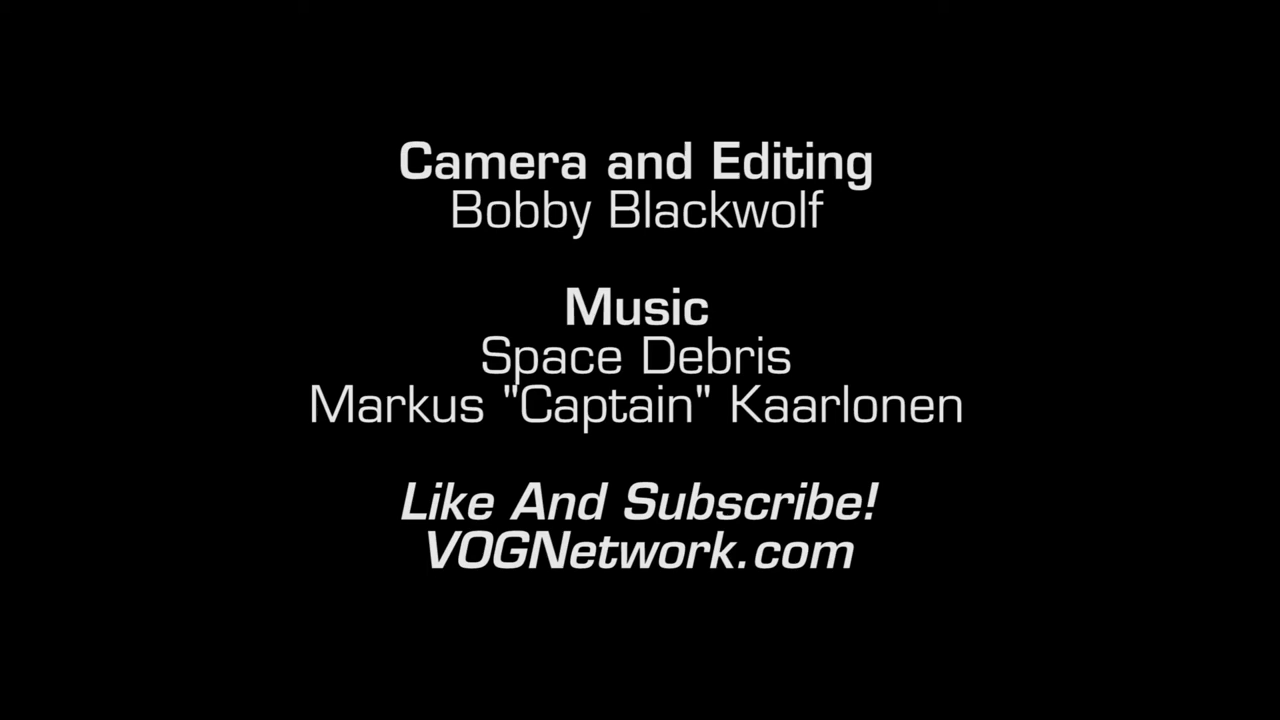 Camera and Editing
Bobby Blackwolf
Music
Space Debris
Markus "Captain" Kaarlonen
Like And Subscribe!
VOGNetwork.com